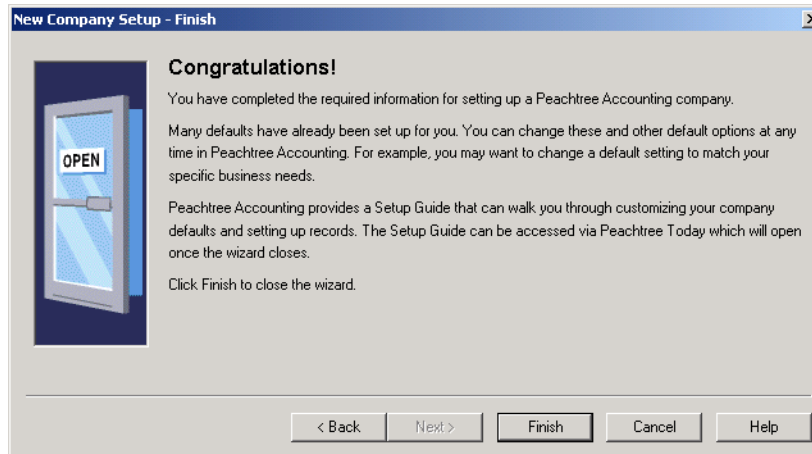 New Company Setup - Finish
Congratulations!
You have completed the required information for setting up a Peachtree Accounting company.
Many defaults have already been set up for you. You can change these and other default options at any
time in Peachtree Accounting. For example, you may want to change a default setting to match your
specific business needs.
OPEN
Peachtree Accounting provides a Setup Guide that can walk you through customizing your company
defaults and setting up records. The Setup Guide can be accessed via Peachtree Today which will open
once the wizard closes.
Click Finish to close the wizard.
< Back Next > Finish Cancel Help